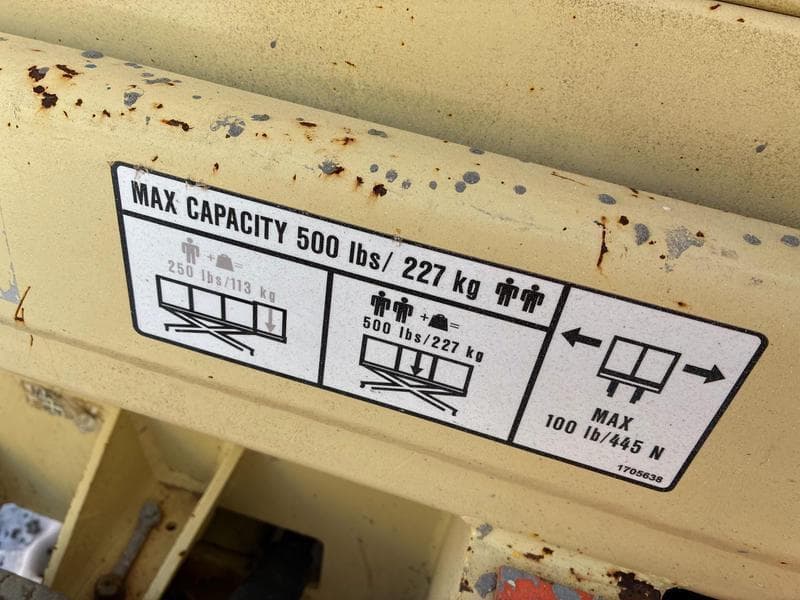 MAX CAPACITY 500 lbs/ 227 kg
+ =
250 lbs/113 kg
+ =
500 lbs/227 kg
MAX
100 lb/445 N
1705638